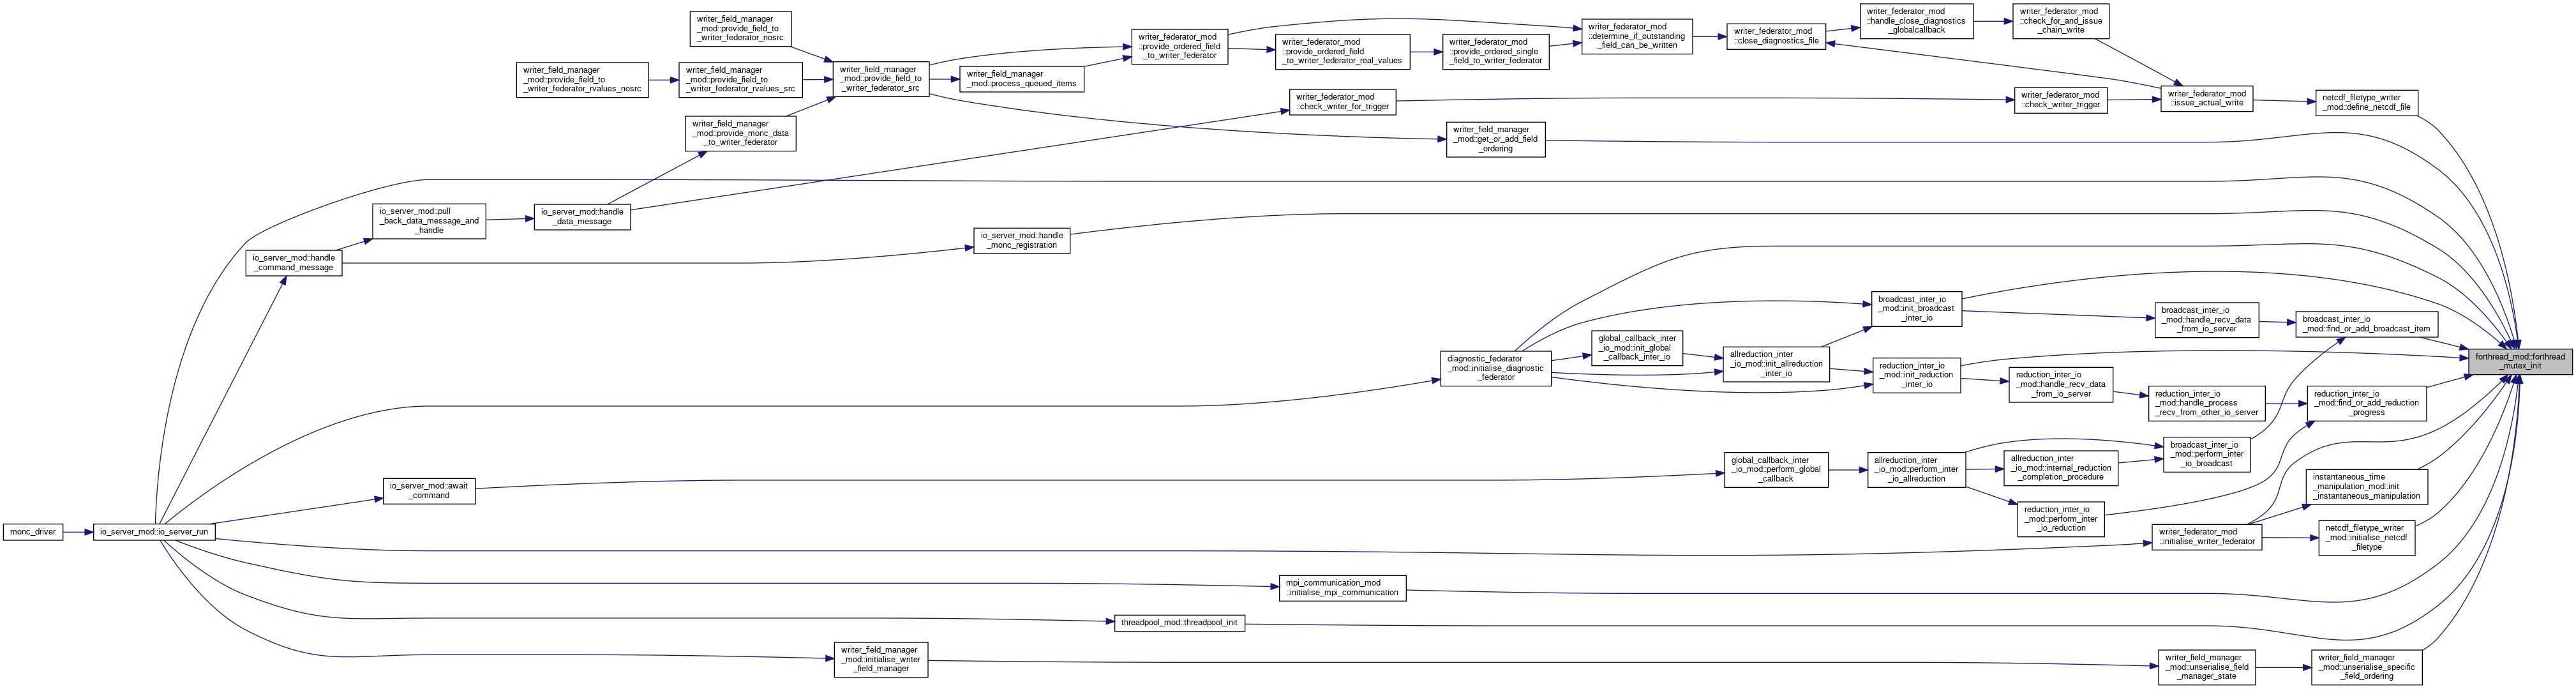 writer_field_manager
_mod::provide_field_to
_writer_federator_nosrc
writer_field_manager
_mod::provide_field_to
_writer_federator_rvalues_nosrc
writer_field_manager
_mod::provide_field_to
_writer_federator_rvalues_src
writer_field_manager
_mod::provide_field_to
_writer_federator_src
writer_field_manager
_mod::provide_monc_data
_to_writer_federator
writer_field_manager
_mod::process_queued_items
writer_federator_mod
::provide_ordered_field
_to_writer_federator
writer_federator_mod
::provide_ordered_field
_to_writer_federator_real_values
writer_federator_mod
::provide_ordered_single
_field_to_writer_federator
writer_federator_mod
::determine_if_outstanding
_field_can_be_written
writer_federator_mod
::close_diagnostics_file
writer_federator_mod
::handle_close_diagnostics
_globalcallback
writer_federator_mod
::check_for_and_issue
_chain_write
writer_federator_mod
::check_writer_for_trigger
writer_federator_mod
::check_writer_trigger
writer_federator_mod
::issue_actual_write
netcdf_filetype_writer
_mod::define_netcdf_file
writer_field_manager
_mod::get_or_add_field
_ordering
io_server_mod::pull
_back_data_message_and
_handle
io_server_mod::handle
_data_message
io_server_mod::handle
_command_message
io_server_mod::handle
_monc_registration
diagnostic_federator
_mod::initialise_diagnostic
_federator
global_callback_inter
_io_mod::init_global
_callback_inter_io
allreduction_inter
_io_mod::init_allreduction
_inter_io
broadcast_inter_io
_mod::init_broadcast
_inter_io
reduction_inter_io
_mod::init_reduction
_inter_io
broadcast_inter_io
_mod::handle_recv_data
_from_io_server
broadcast_inter_io
_mod::find_or_add_broadcast_item
reduction_inter_io
_mod::handle_recv_data
_from_io_server
reduction_inter_io
_mod::handle_process
_recv_from_other_io_server
reduction_inter_io
_mod::find_or_add_reduction
_progress
forthread_mod::forthread
_mutex_init
io_server_mod::await
_command
global_callback_inter
_io_mod::perform_global
_callback
allreduction_inter
_io_mod::perform_inter
_io_allreduction
allreduction_inter
_io_mod::internal_reduction
_completion_procedure
broadcast_inter_io
_mod::perform_inter
_io_broadcast
reduction_inter_io
_mod::perform_inter
_io_reduction
instantaneous_time
_manipulation_mod::init
_instantaneous_manipulation
monc_driver
io_server_mod::io_server_run
writer_federator_mod
::initialise_writer_federator
netcdf_filetype_writer
_mod::initialise_netcdf
_filetype
mpi_communication_mod
::initialise_mpi_communication
threadpool_mod::threadpool_init
writer_field_manager
_mod::initialise_writer
_field_manager
writer_field_manager
_mod::unserialise_field
_manager_state
writer_field_manager
_mod::unserialise_specific
_field_ordering